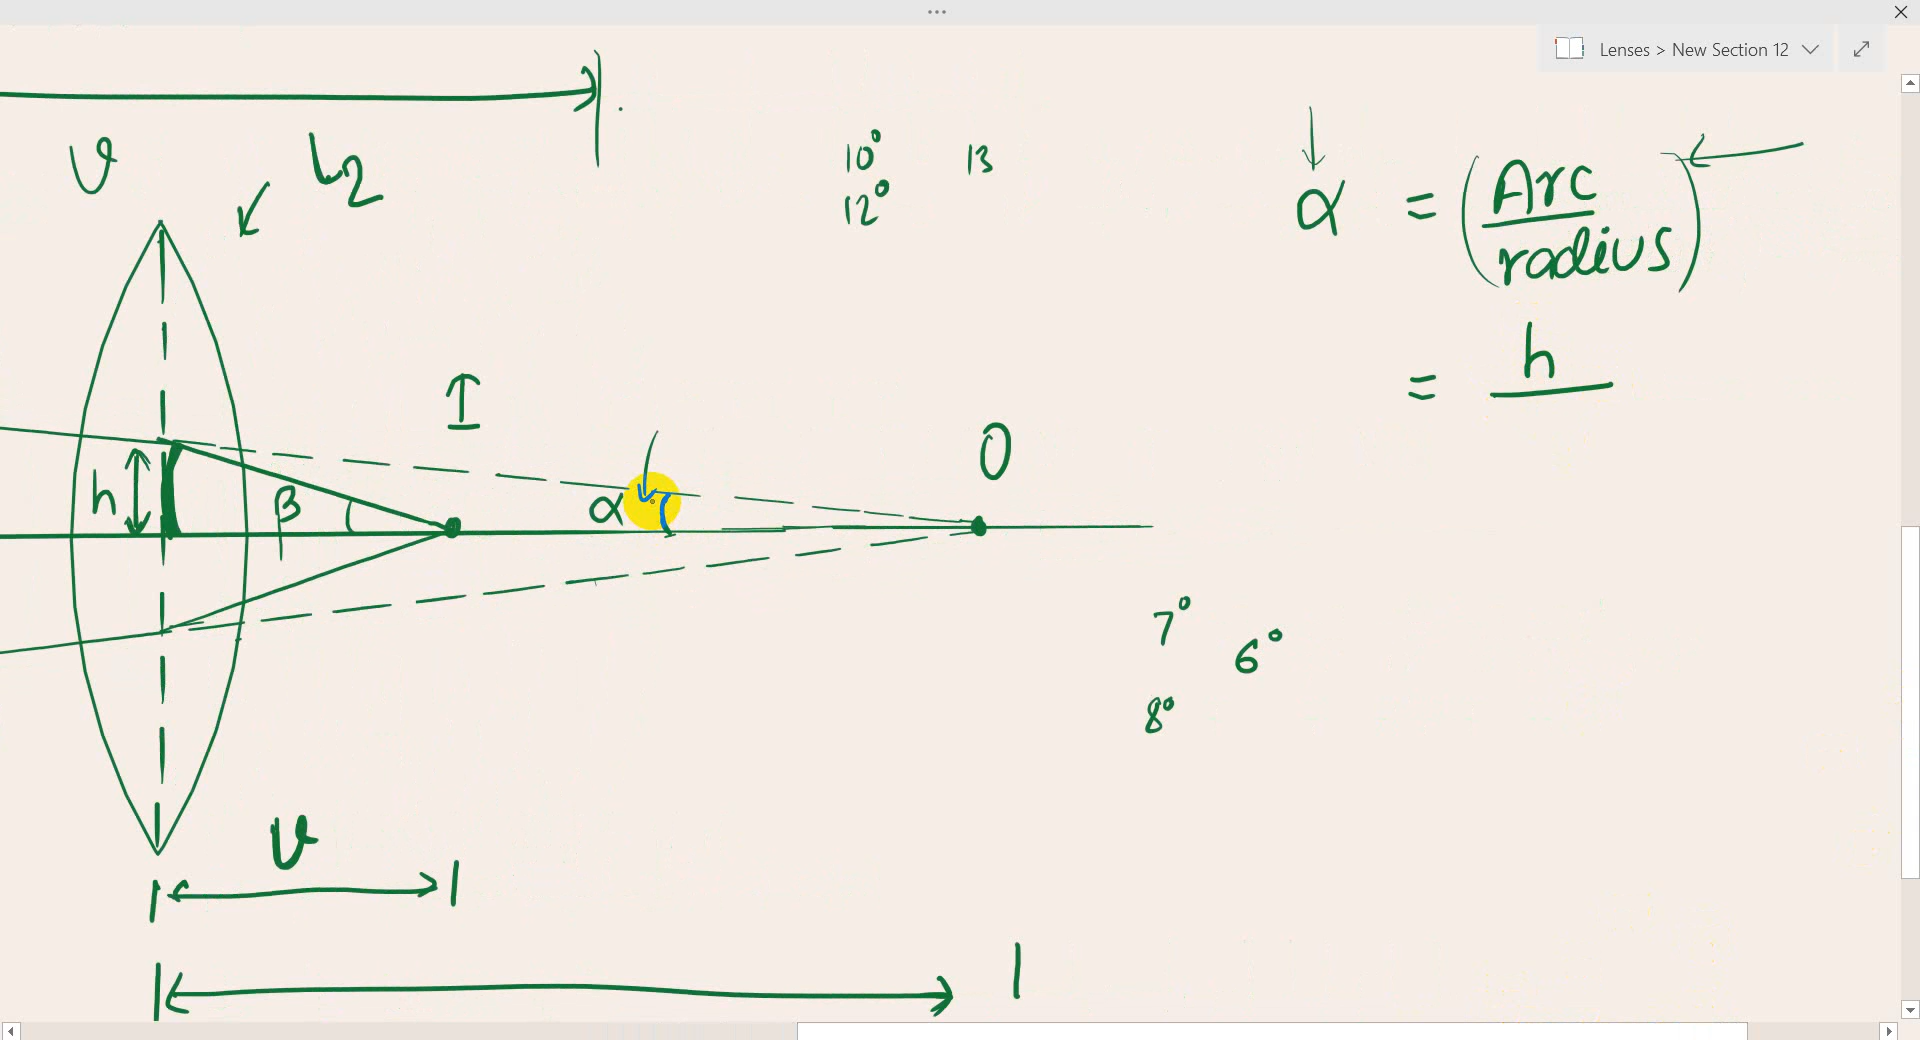 Lenses > New Section 12
v
L2
10° 13
12°
α = (Arc/radius)
= h
I
O
h
β
α
7°
6°
8°
v